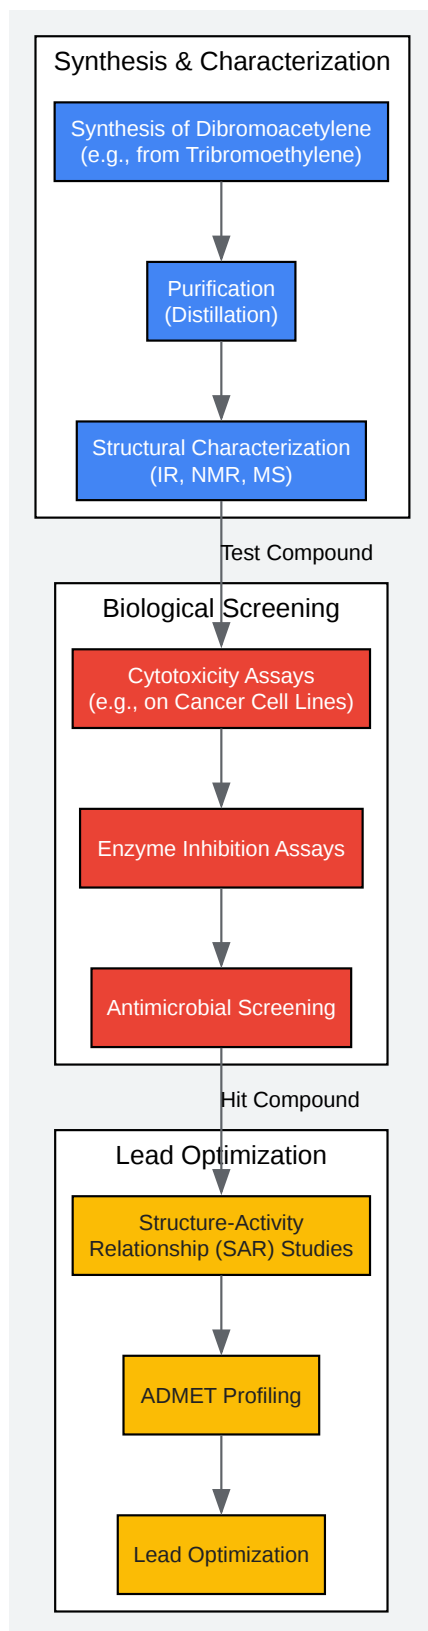 Synthesis & Characterization
Synthesis of Dibromoacetylene
(e.g., from Tribromoethylene)
Purification
(Distillation)
Structural Characterization
(IR, NMR, MS)
Test Compound
Biological Screening
Cytotoxicity Assays
(e.g., on Cancer Cell Lines)
Enzyme Inhibition Assays
Antimicrobial Screening
Hit Compound
Lead Optimization
Structure-Activity
Relationship (SAR) Studies
ADMET Profiling
Lead Optimization